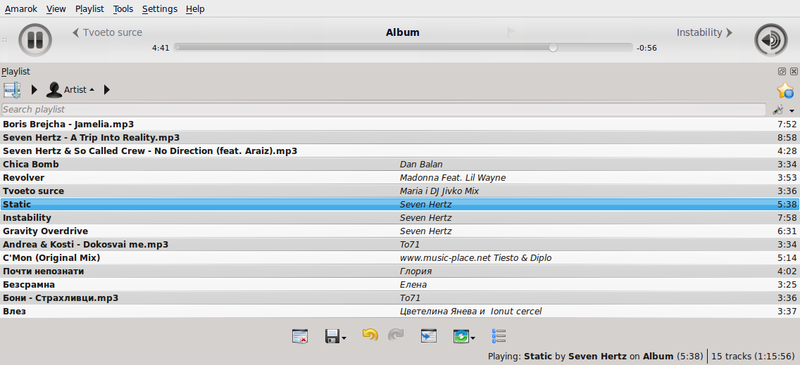 Amarok View Playlist Tools Settings Help
Tvoeto surce Album Instability
4:41 -0:56
Playlist
Artist
Search playlist
Boris Brejcha - Jamelia.mp3 7:52
Seven Hertz - A Trip Into Reality.mp3 8:58
Seven Hertz & So Called Crew - No Direction (feat. Araiz).mp3 4:28
Chica Bomb Dan Balan 3:34
Revolver Madonna Feat. Lil Wayne 3:53
Tvoeto surce Maria i DJ Jivko Mix 3:36
Static Seven Hertz 5:38
Instability Seven Hertz 7:58
Gravity Overdrive Seven Hertz 6:31
Andrea & Kosti - Dokosvai me.mp3 To71 3:34
C'Mon (Original Mix) www.music-place.net Tiesto & Diplo 5:14
Почти непознати Глория 4:02
Безсрамна Елена 3:25
Бони - Страхливци.mp3 To71 3:36
Влез Цветелина Янева и Ionut cercel 3:37
Playing: Static by Seven Hertz on Album (5:38) 15 tracks (1:15:56)